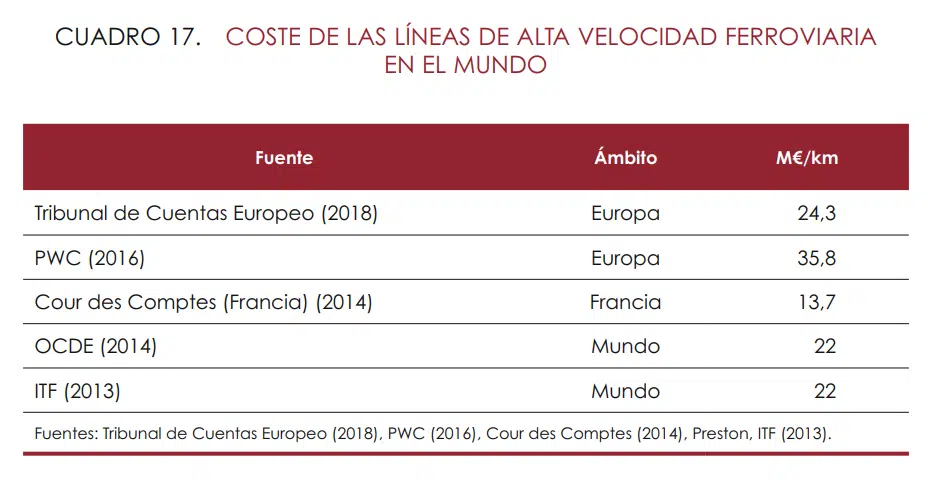 CUADRO 17. COSTE DE LAS LÍNEAS DE ALTA VELOCIDAD FERROVIARIA
EN EL MUNDO
Fuente Ámbito M€/km
Tribunal de Cuentas Europeo (2018) Europa 24,3
PWC (2016) Europa 35,8
Cour des Comptes (Francia) (2014) Francia 13,7
OCDE (2014) Mundo 22
ITF (2013) Mundo 22
Fuentes: Tribunal de Cuentas Europeo (2018), PWC (2016), Cour des Comptes (2014), Preston, ITF (2013).